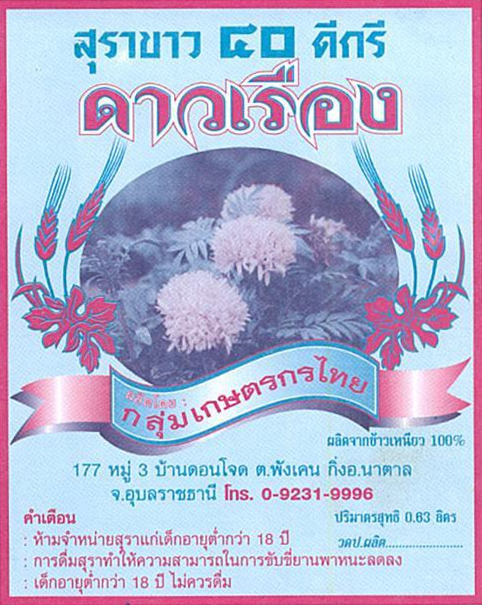 สุราขาว ๔๐ ดีกรี
ดาวเรือง
ผลิตโดย :
กลุ่มเกษตรกรไทย
ผลิตจากข้าวเหนียว 100%
177 หมู่ 3 บ้านดอนโจด ต.พังเคน กิ่งอ.นาตาล
จ.อุบลราชธานี โทร. 0-9231-9996
คำเตือน
ปริมาตรสุทธิ 0.63 ลิตร
: ห้ามจำหน่ายสุราแก่เด็กอายุต่ำกว่า 18 ปี
วดป.ผลิต........................
: การดื่มสุราทำให้ความสามารถในการขับขี่ยานพาหนะลดลง
: เด็กอายุต่ำกว่า 18 ปี ไม่ควรดื่ม